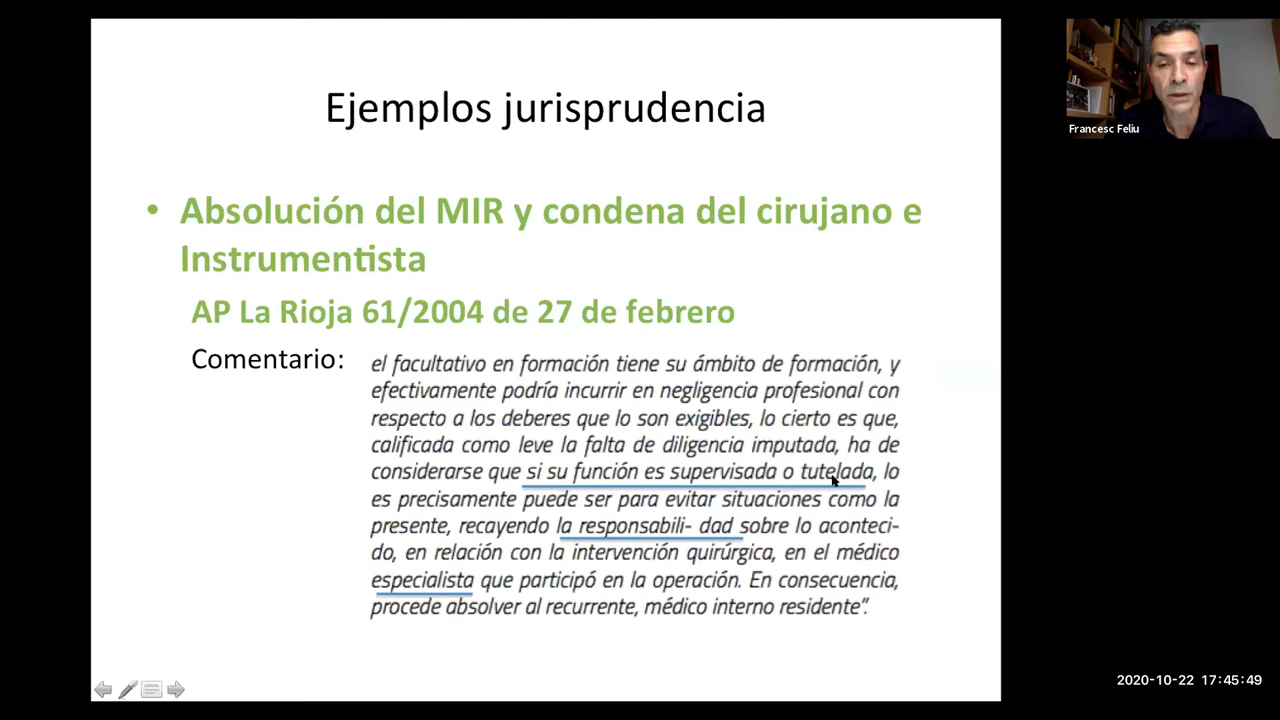 Ejemplos jurisprudencia
• Absolución del MIR y condena del cirujano e
Instrumentista
AP La Rioja 61/2004 de 27 de febrero
Comentario:
el facultativo en formación tiene su ámbito de formación, y
efectivamente podría incurrir en negligencia profesional con
respecto a los deberes que lo son exigibles, lo cierto es que,
calificada como leve la falta de diligencia imputada, ha de
considerarse que si su función es supervisada o tutelada, lo
es precisamente puede ser para evitar situaciones como la
presente, recayendo la responsabili- dad sobre lo aconteci-
do, en relación con la intervención quirúrgica, en el médico
especialista que participó en la operación. En consecuencia,
procede absolver al recurrente, médico interno residente”.
Francesc Feliu
2020-10-22 17:45:49